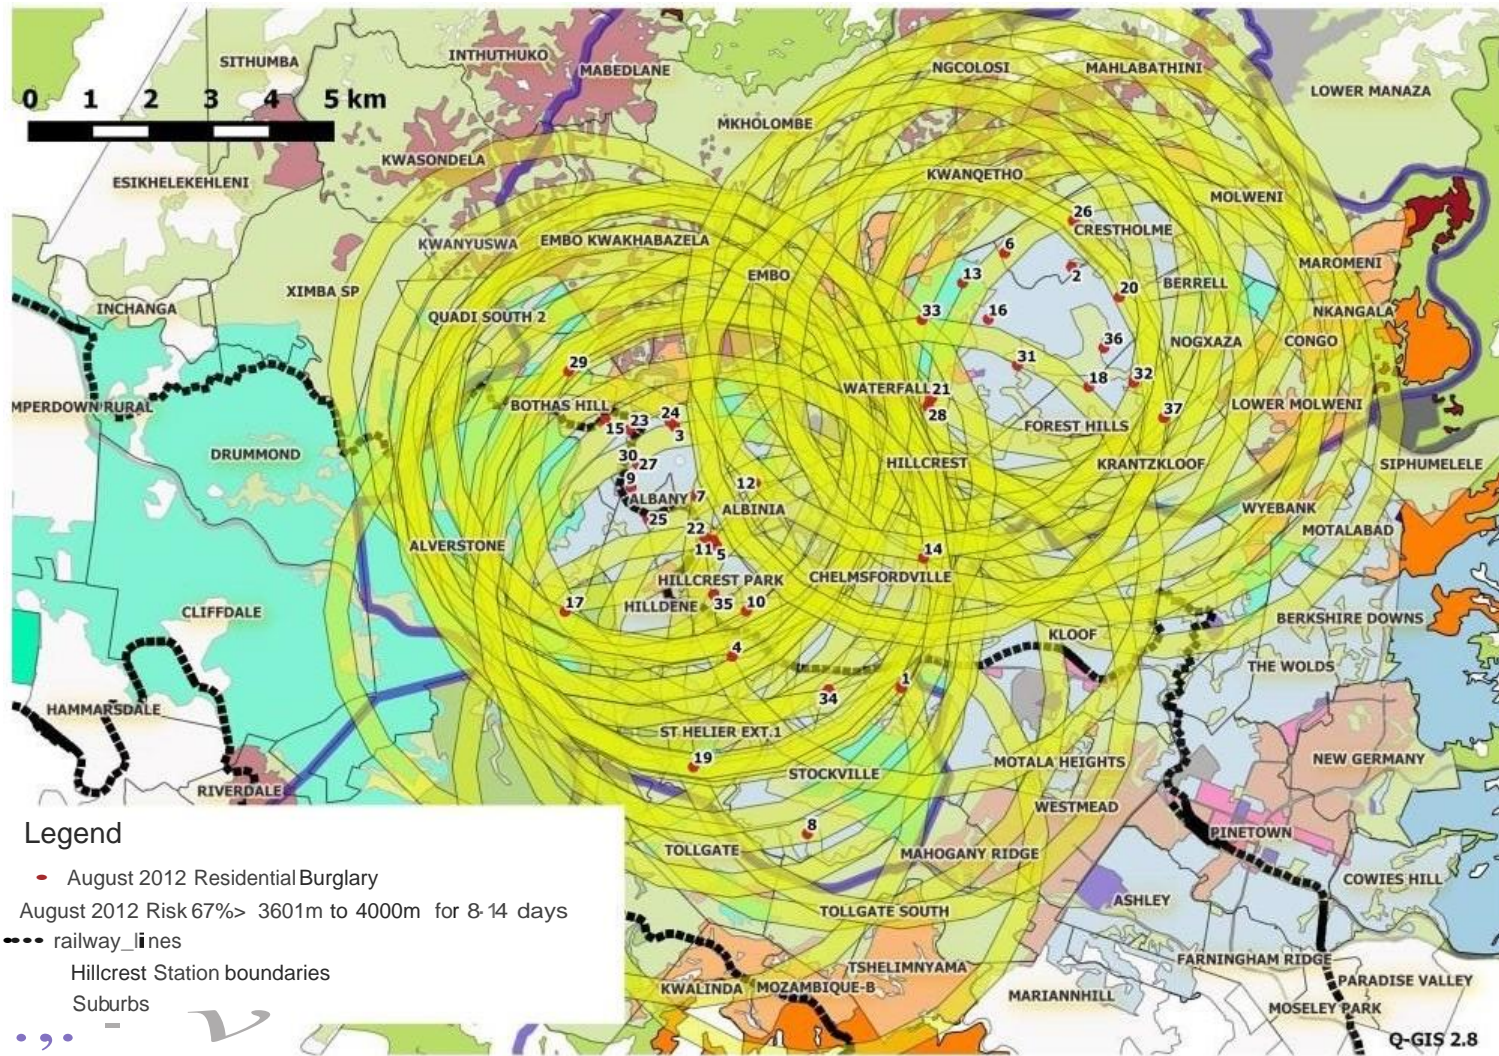 SITHUMBA
INTHUTHUKO
MABEDLANE
NGCOLOSI
MAHLABATHINI
LOWER MANAZA
0 1 2 3 4 5 km
MKHOLOMBE
KWASONDELA
ESIKHELEKEHLENI
KWANQETHO
MOLWENI
26
CRESTHOLME
KWANYUSWA
EMBO KWAKHABAZELA
6
EMBO
13
2
MAROMENI
XIMBA SP
20
BERRELL
INCHANGA
QUADI SOUTH 2
33
16
NKANGALA
36
NOGXAZA
CONGO
29
31
18
32
WATERFALL
21
MPERDOWN RURAL
BOTHAS HILL
24
28
37
LOWER MOLWENI
15
23
3
FOREST HILLS
DRUMMOND
30
27
HILLCREST
KRANTZKLOOF
SIPHUMELELE
9
12
ALBANY
7
ALBINIA
WYEBANK
25
22
MOTALABAD
ALVERSTONE
11
5
14
HILLCREST PARK
CHELMSFORDVILLE
17
HILLDENE
35
10
CLIFFDALE
BERKSHIRE DOWNS
KLOOF
4
THE WOLDS
1
34
HAMMARSDALE
ST HELIER EXT.1
19
STOCKVILLE
MOTALA HEIGHTS
NEW GERMANY
RIVERDALE
WESTMEAD
8
PINETOWN
TOLLGATE
MAHOGANY RIDGE
COWIES HILL
ASHLEY
TOLLGATE SOUTH
FARNINGHAM RIDGE
TSHELIMNYAMA
KWALINDA
MOZAMBIQUE-B
MARIANNHILL
PARADISE VALLEY
MOSELEY PARK
Q-GIS 2.8
Legend
August 2012 Residential Burglary
August 2012 Risk 67%> 3601m to 4000m for 8-14 days
railway_lines
Hillcrest Station boundaries
Suburbs